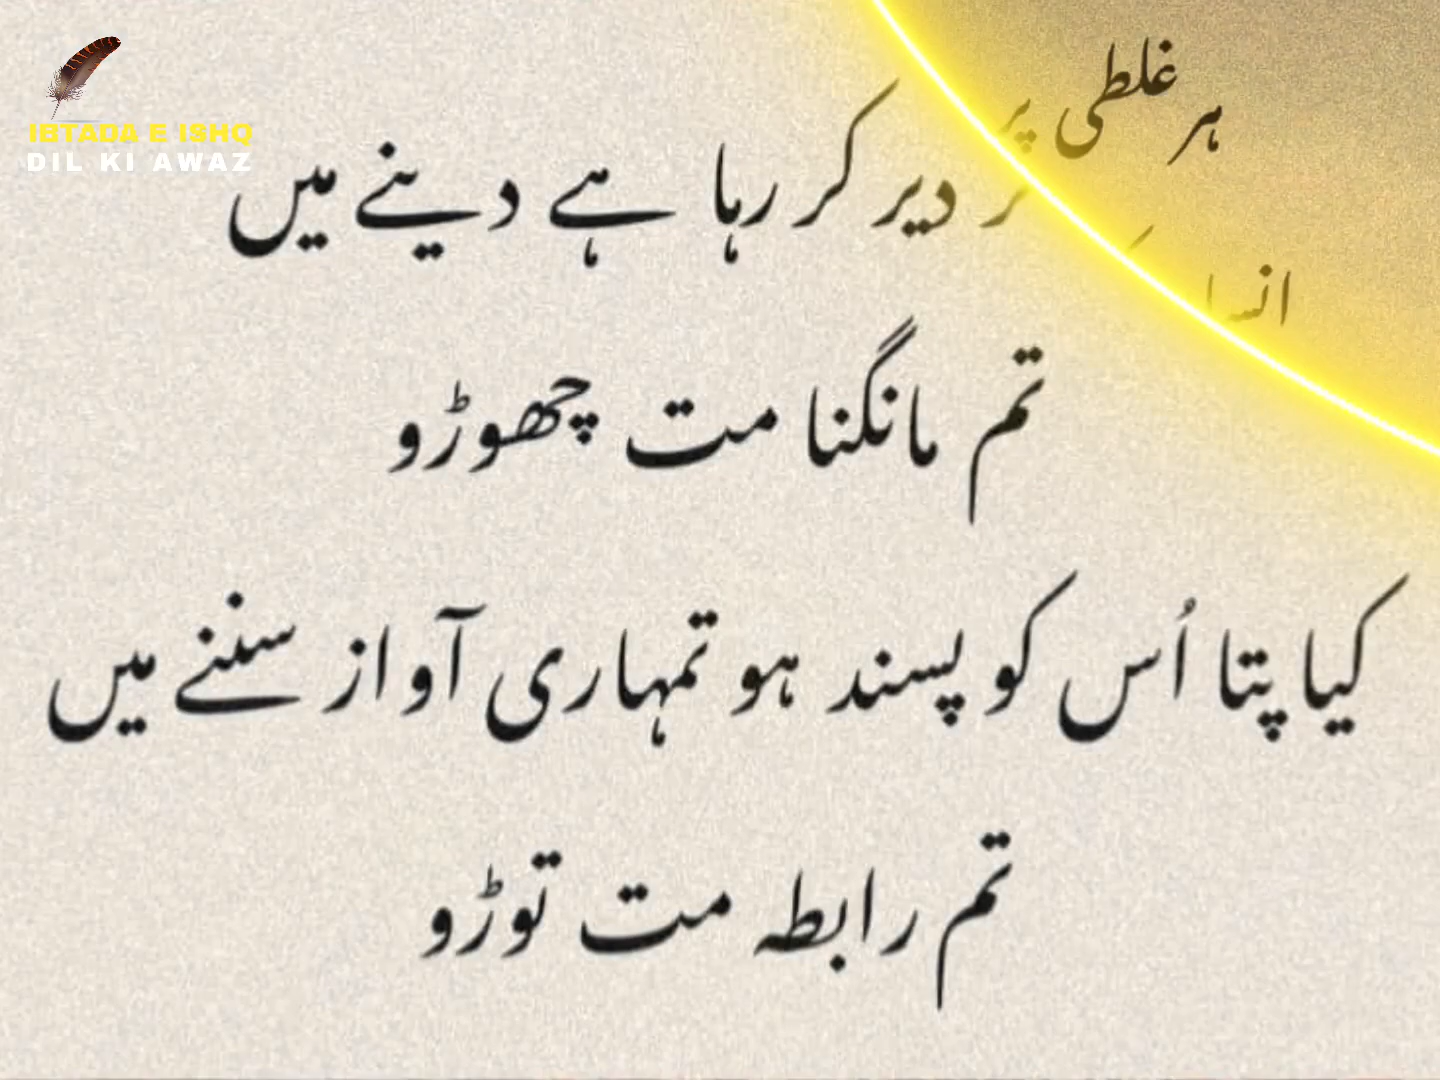 IBTADA E ISHQ
DIL KI AWAZ
ہر غلطی پر
دیر کر رہا ہے دینے میں
تم مانگنا مت چھوڑو
کیا پتا اُس کو پسند ہو تمہاری آواز سننے میں
تم رابطہ مت توڑو